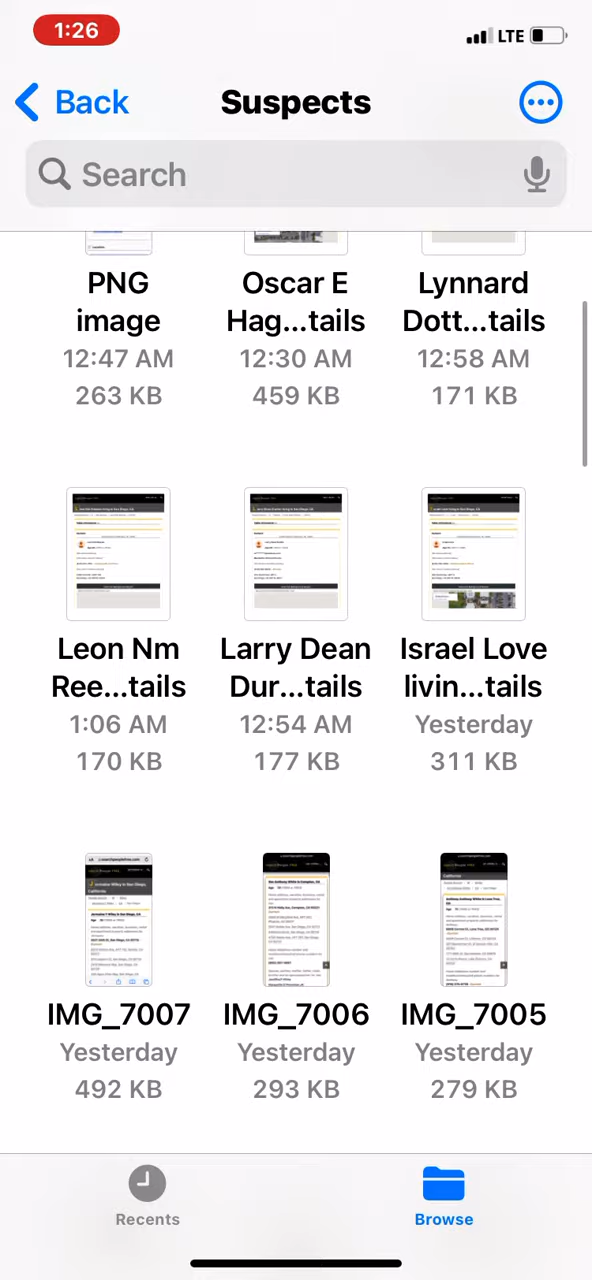 1:26
LTE
Back
Suspects
Search
PNG image
12:47 AM
263 KB
Oscar E Hag...tails
12:30 AM
459 KB
Lynnard Dott...tails
12:58 AM
171 KB
Leon Nm Ree...tails
1:06 AM
170 KB
Larry Dean Dur...tails
12:54 AM
177 KB
Israel Love livin...tails
Yesterday
311 KB
IMG_7007
Yesterday
492 KB
IMG_7006
Yesterday
293 KB
IMG_7005
Yesterday
279 KB
Recents
Browse